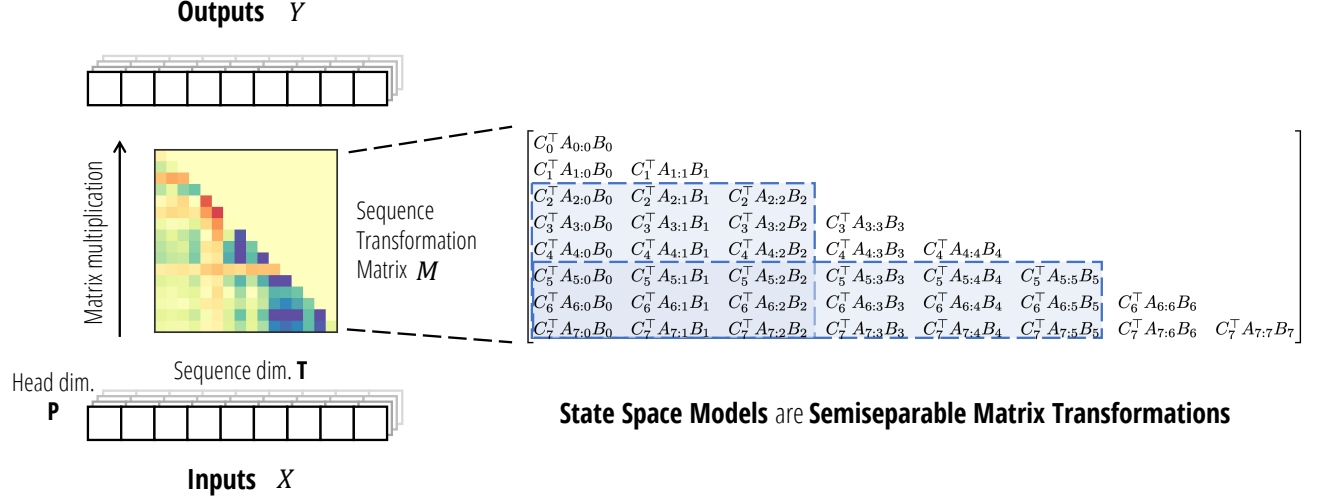 Outputs Y
Matrix multiplication
Sequence
Transformation
Matrix M
C_0^⊤ A_{0:0} B_0
C_1^⊤ A_{1:0} B_0 C_1^⊤ A_{1:1} B_1
C_2^⊤ A_{2:0} B_0 C_2^⊤ A_{2:1} B_1 C_2^⊤ A_{2:2} B_2
C_3^⊤ A_{3:0} B_0 C_3^⊤ A_{3:1} B_1 C_3^⊤ A_{3:2} B_2 C_3^⊤ A_{3:3} B_3
C_4^⊤ A_{4:0} B_0 C_4^⊤ A_{4:1} B_1 C_4^⊤ A_{4:2} B_2 C_4^⊤ A_{4:3} B_3 C_4^⊤ A_{4:4} B_4
C_5^⊤ A_{5:0} B_0 C_5^⊤ A_{5:1} B_1 C_5^⊤ A_{5:2} B_2 C_5^⊤ A_{5:3} B_3 C_5^⊤ A_{5:4} B_4 C_5^⊤ A_{5:5} B_5
C_6^⊤ A_{6:0} B_0 C_6^⊤ A_{6:1} B_1 C_6^⊤ A_{6:2} B_2 C_6^⊤ A_{6:3} B_3 C_6^⊤ A_{6:4} B_4 C_6^⊤ A_{6:5} B_5 C_6^⊤ A_{6:6} B_6
C_7^⊤ A_{7:0} B_0 C_7^⊤ A_{7:1} B_1 C_7^⊤ A_{7:2} B_2 C_7^⊤ A_{7:3} B_3 C_7^⊤ A_{7:4} B_4 C_7^⊤ A_{7:5} B_5 C_7^⊤ A_{7:6} B_6 C_7^⊤ A_{7:7} B_7
Sequence dim. T
Head dim.
P
State Space Models are Semiseparable Matrix Transformations
Inputs X